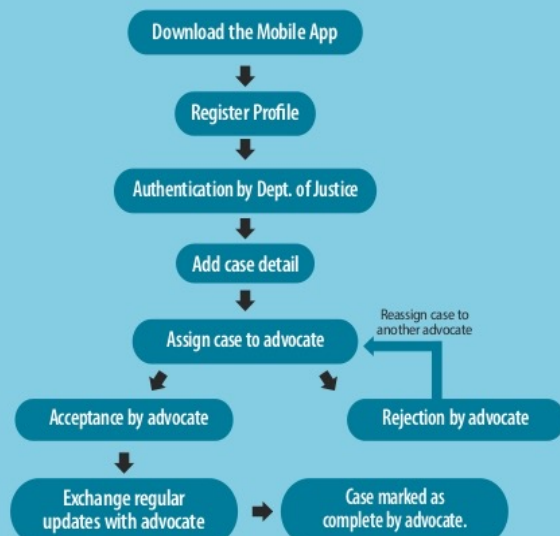 Download the Mobile App
Register Profile
Authentication by Dept. of Justice
Add case detail
Reassign case to
another advocate
Assign case to advocate
Acceptance by advocate
Rejection by advocate
Exchange regular
updates with advocate
Case marked as
complete by advocate.